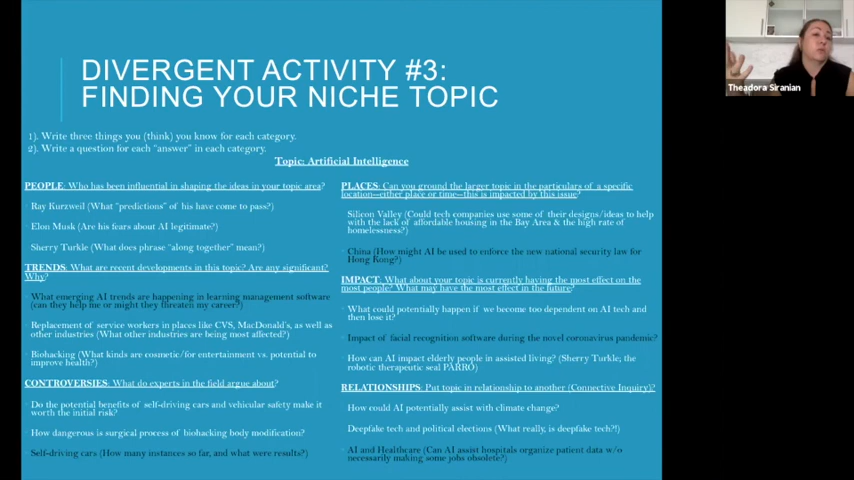 DIVERGENT ACTIVITY #3:
FINDING YOUR NICHE TOPIC
1). Write three things you (think) you know for each category.
2). Write a question for each "answer" in each category.
Topic: Artificial Intelligence
PEOPLE: Who has been influential in shaping the ideas in your topic area?
Ray Kurzweil (What "predictions" of his have come to pass?)
Elon Musk (Are his fears about AI legitimate?)
Sherry Turkle (What does phrase "along together" mean?)
TRENDS: What are recent developments in this topic? Are any significant?
Why?
What emerging AI trends are happening in learning management software
(can they help me or might they threaten my career?)
Replacement of service workers in places like CVS, MacDonald's, as well as
other industries (What other industries are being most affected?)
Biohacking (What kinds are cosmetic/for entertainment vs. potential to
improve health?)
CONTROVERSIES: What do experts in the field argue about?
Do the potential benefits of self-driving cars and vehicular safety make it
worth the initial risk?
How dangerous is surgical process of biohacking body modification?
Self-driving cars (How many instances so far, and what were results?)
PLACES: Can you ground the larger topic in the particulars of a specific
location--either place or time--this is impacted by this issue?
Silicon Valley (Could tech companies use some of their designs/ideas to help
with the lack of affordable housing in the Bay Area & the high rate of
homelessness?)
China (How might AI be used to enforce the new national security law for
Hong Kong?)
IMPACT: What about your topic is currently having the most effect on the
most people? What may have the most effect in the future?
What could potentially happen if we become too dependent on AI tech and
then lose it?
Impact of facial recognition software during the novel coronavirus pandemic?
How can AI impact elderly people in assisted living? (Sherry Turkle; the
robotic therapeutic seal PARRO)
RELATIONSHIPS: Put topic in relationship to another (Connective Inquiry)?
How could AI potentially assist with climate change?
Deepfake tech and political elections (What really, is deepfake tech?!)
AI and Healthcare (Can AI assist hospitals organize patient data w/o
necessarily making some jobs obsolete?)
Theadora Siranian